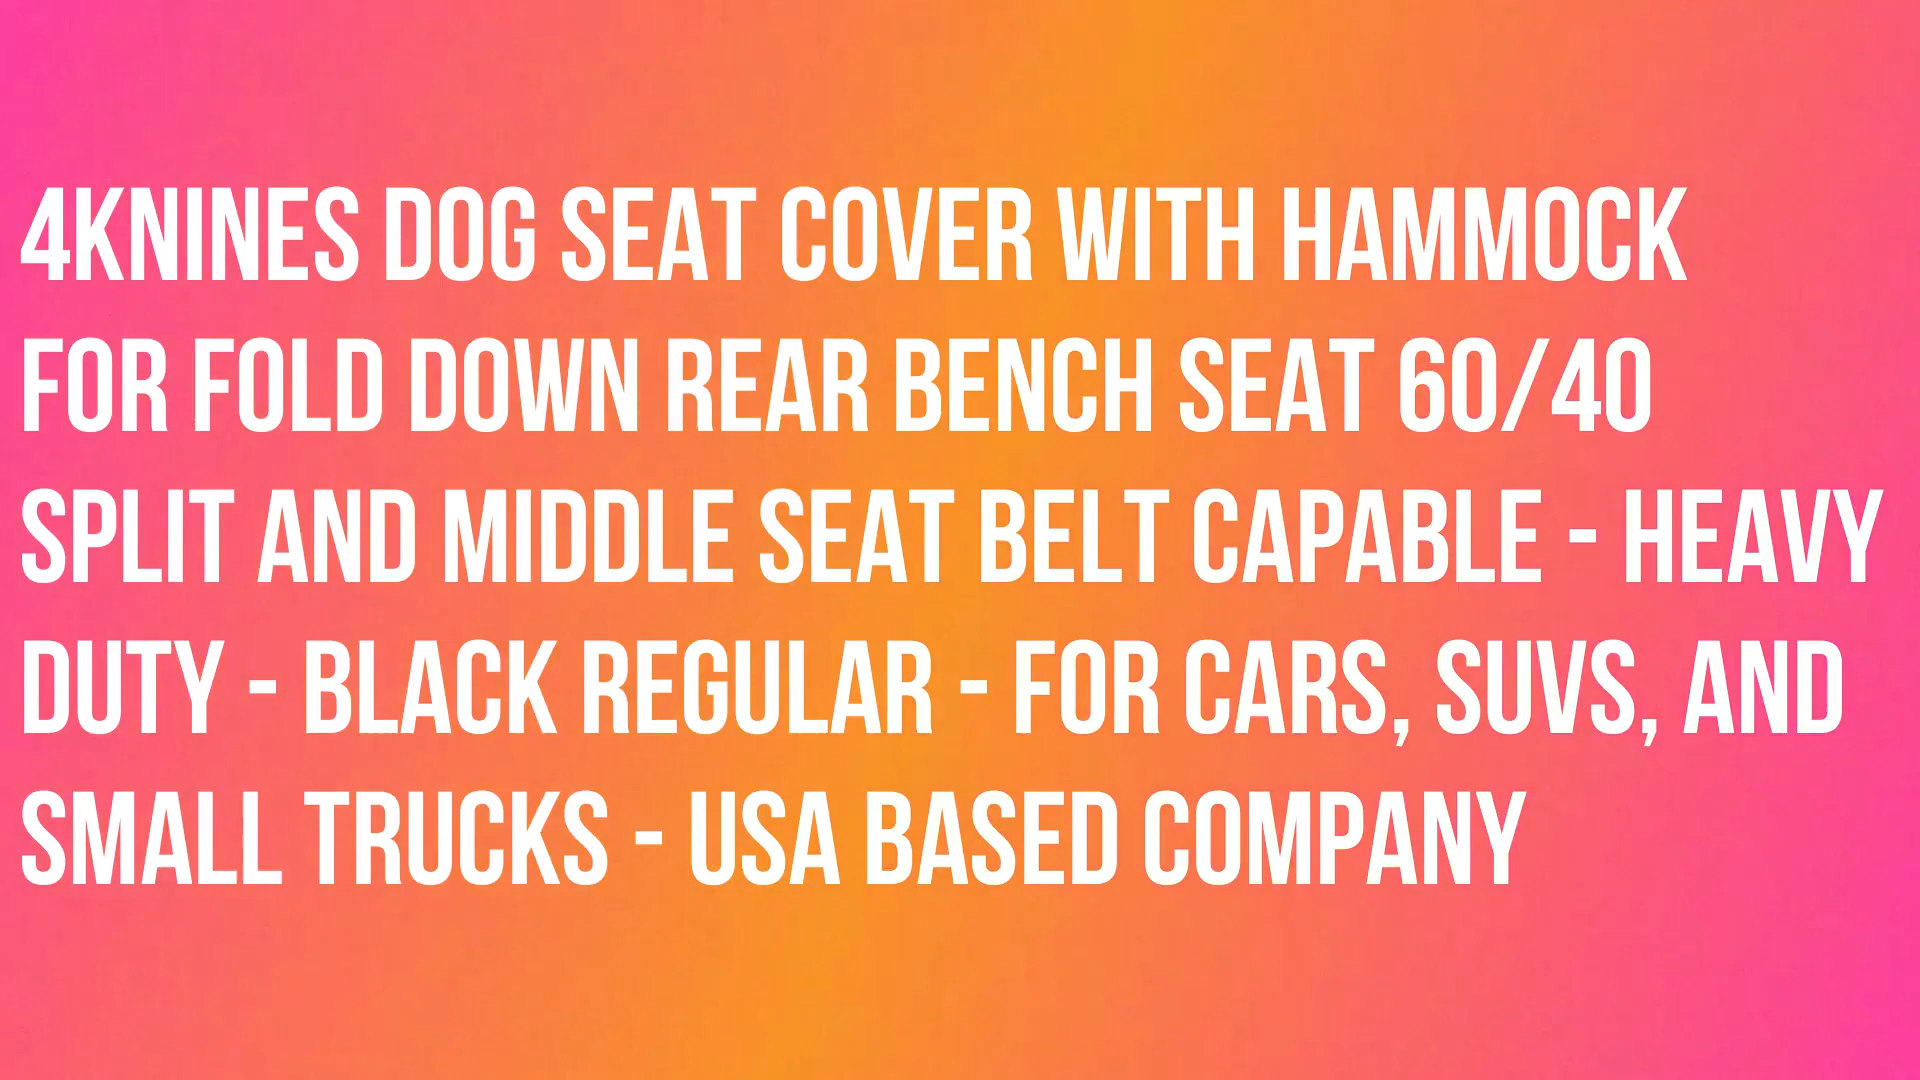 4KNINES DOG SEAT COVER WITH HAMMOCK
FOR FOLD DOWN REAR BENCH SEAT 60/40
SPLIT AND MIDDLE SEAT BELT CAPABLE - HEAVY
DUTY - BLACK REGULAR - FOR CARS, SUVS, AND
SMALL TRUCKS - USA BASED COMPANY